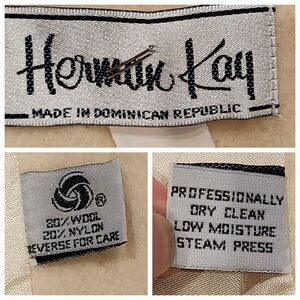 Herman Kay
MADE IN DOMINICAN REPUBLIC
®
80% WOOL
20% NYLON
REVERSE FOR CARE
PROFESSIONALLY
DRY CLEAN
LOW MOISTURE
STEAM PRESS